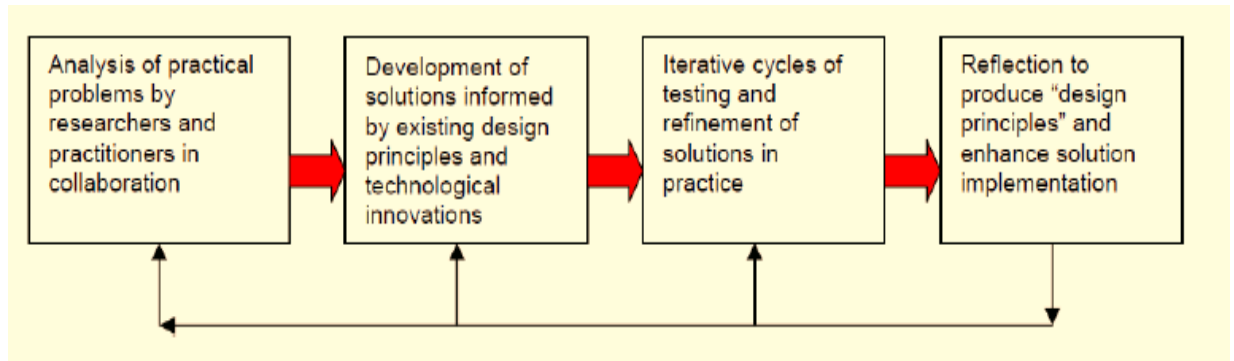 Analysis of practical
problems by
researchers and
practitioners in
collaboration
Development of
solutions informed
by existing design
principles and
technological
innovations
Iterative cycles of
testing and
refinement of
solutions in
practice
Reflection to
produce “design
principles” and
enhance solution
implementation